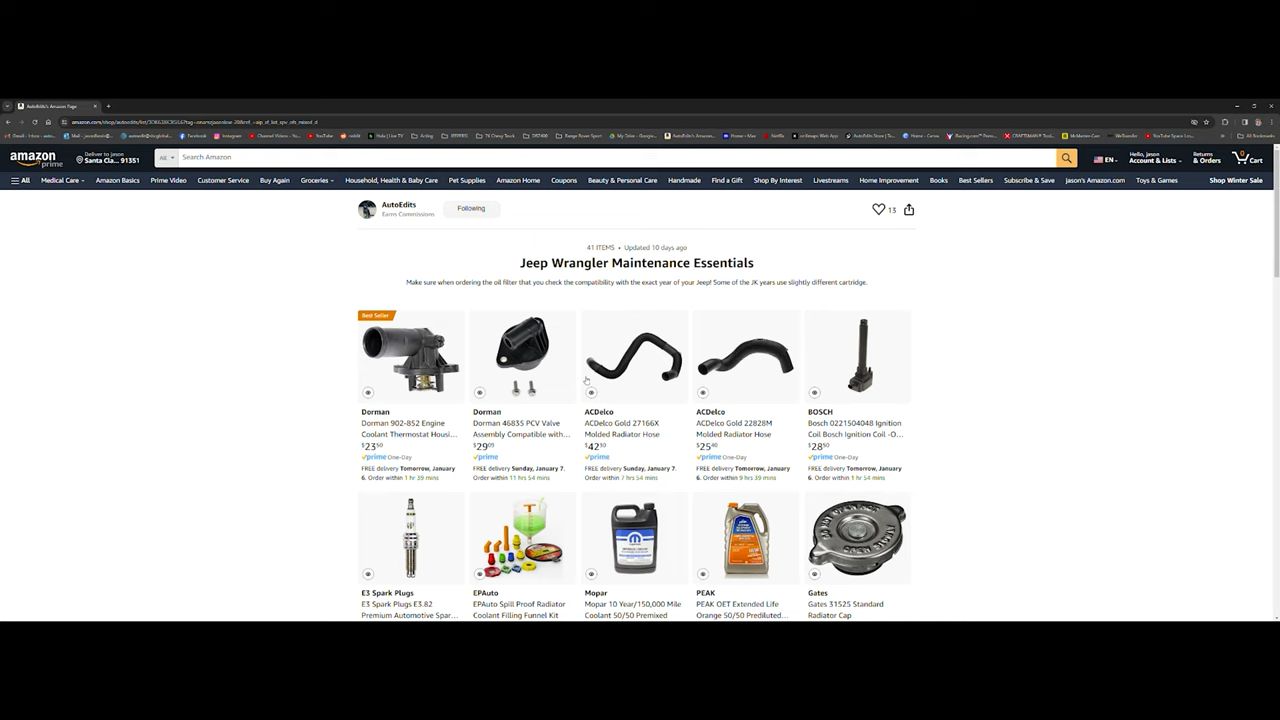 AutoEdits's Amazon Page
Deliver to Jason
Santa Cla... 91351
amazon
prime
All
Search Amazon
EN
Hello, Jason
Account & Lists
Returns
& Orders
0
Cart
All
Medical Care
Amazon Basics
Prime Video
Customer Service
Buy Again
Groceries
Household, Health & Baby Care
Pet Supplies
Amazon Home
Coupons
Beauty & Personal Care
Handmade
Find a Gift
Shop By Interest
Livestreams
Home Improvement
Books
Best Sellers
Subscribe & Save
Jason's Amazon.com
Toys & Games
Shop Winter Sale
AutoEdits
Earns Commissions
Following
13
41 ITEMS • Updated 10 days ago
Jeep Wrangler Maintenance Essentials
Make sure when ordering the oil filter that you check the compatibility with the exact year of your Jeep! Some of the JK years use slightly different cartridge.
Best Seller
Dorman
Dorman 902-852 Engine
Coolant Thermostat Housi...
$23⁵⁰
prime One-Day
FREE delivery Tomorrow, January
6. Order within 1 hr 39 mins
Dorman
Dorman 46835 PCV Valve
Assembly Compatible with...
$29⁰⁹
prime
FREE delivery Sunday, January 7.
Order within 11 hrs 54 mins
ACDelco
ACDelco Gold 27166X
Molded Radiator Hose
prime
FREE delivery Sunday, January 7.
Order within 7 hrs 54 mins
ACDelco
ACDelco Gold 22828M
Molded Radiator Hose
prime One-Day
FREE delivery Tomorrow, January
6. Order within 9 hrs 39 mins
BOSCH
Bosch 0221504048 Ignition
Coil Bosch Ignition Coil -O...
$28⁵⁰
prime One-Day
FREE delivery Tomorrow, January
6. Order within 1 hr 54 mins
E3 Spark Plugs
E3 Spark Plugs E3.82
Premium Automotive Spar...
EPAuto
EPAuto Spill Proof Radiator
Coolant Filling Funnel Kit
Mopar
Mopar 10 Year/150,000 Mile
Coolant 50/50 Premixed
PEAK
PEAK OET Extended Life
Orange 50/50 Prediluted...
Gates
Gates 31525 Standard
Radiator Cap